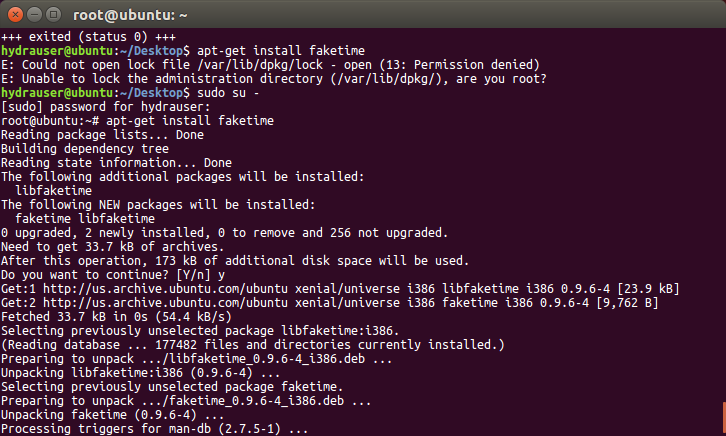 root@ubuntu: ~
+++ exited (status 0) +++
hydrauser@ubuntu:~/Desktop$ apt-get install faketime
E: Could not open lock file /var/lib/dpkg/lock - open (13: Permission denied)
E: Unable to lock the administration directory (/var/lib/dpkg/), are you root?
hydrauser@ubuntu:~/Desktop$ sudo su -
[sudo] password for hydrauser:
root@ubuntu:~# apt-get install faketime
Reading package lists... Done
Building dependency tree
Reading state information... Done
The following additional packages will be installed:
  libfaketime
The following NEW packages will be installed:
  faketime libfaketime
0 upgraded, 2 newly installed, 0 to remove and 256 not upgraded.
Need to get 33.7 kB of archives.
After this operation, 173 kB of additional disk space will be used.
Do you want to continue? [Y/n] y
Get:1 http://us.archive.ubuntu.com/ubuntu xenial/universe i386 libfaketime i386 0.9.6-4 [23.9 kB]
Get:2 http://us.archive.ubuntu.com/ubuntu xenial/universe i386 faketime i386 0.9.6-4 [9,762 B]
Fetched 33.7 kB in 0s (54.4 kB/s)
Selecting previously unselected package libfaketime:i386.
(Reading database ... 177482 files and directories currently installed.)
Preparing to unpack .../libfaketime_0.9.6-4_i386.deb ...
Unpacking libfaketime:i386 (0.9.6-4) ...
Selecting previously unselected package faketime.
Preparing to unpack .../faketime_0.9.6-4_i386.deb ...
Unpacking faketime (0.9.6-4) ...
Processing triggers for man-db (2.7.5-1) ...